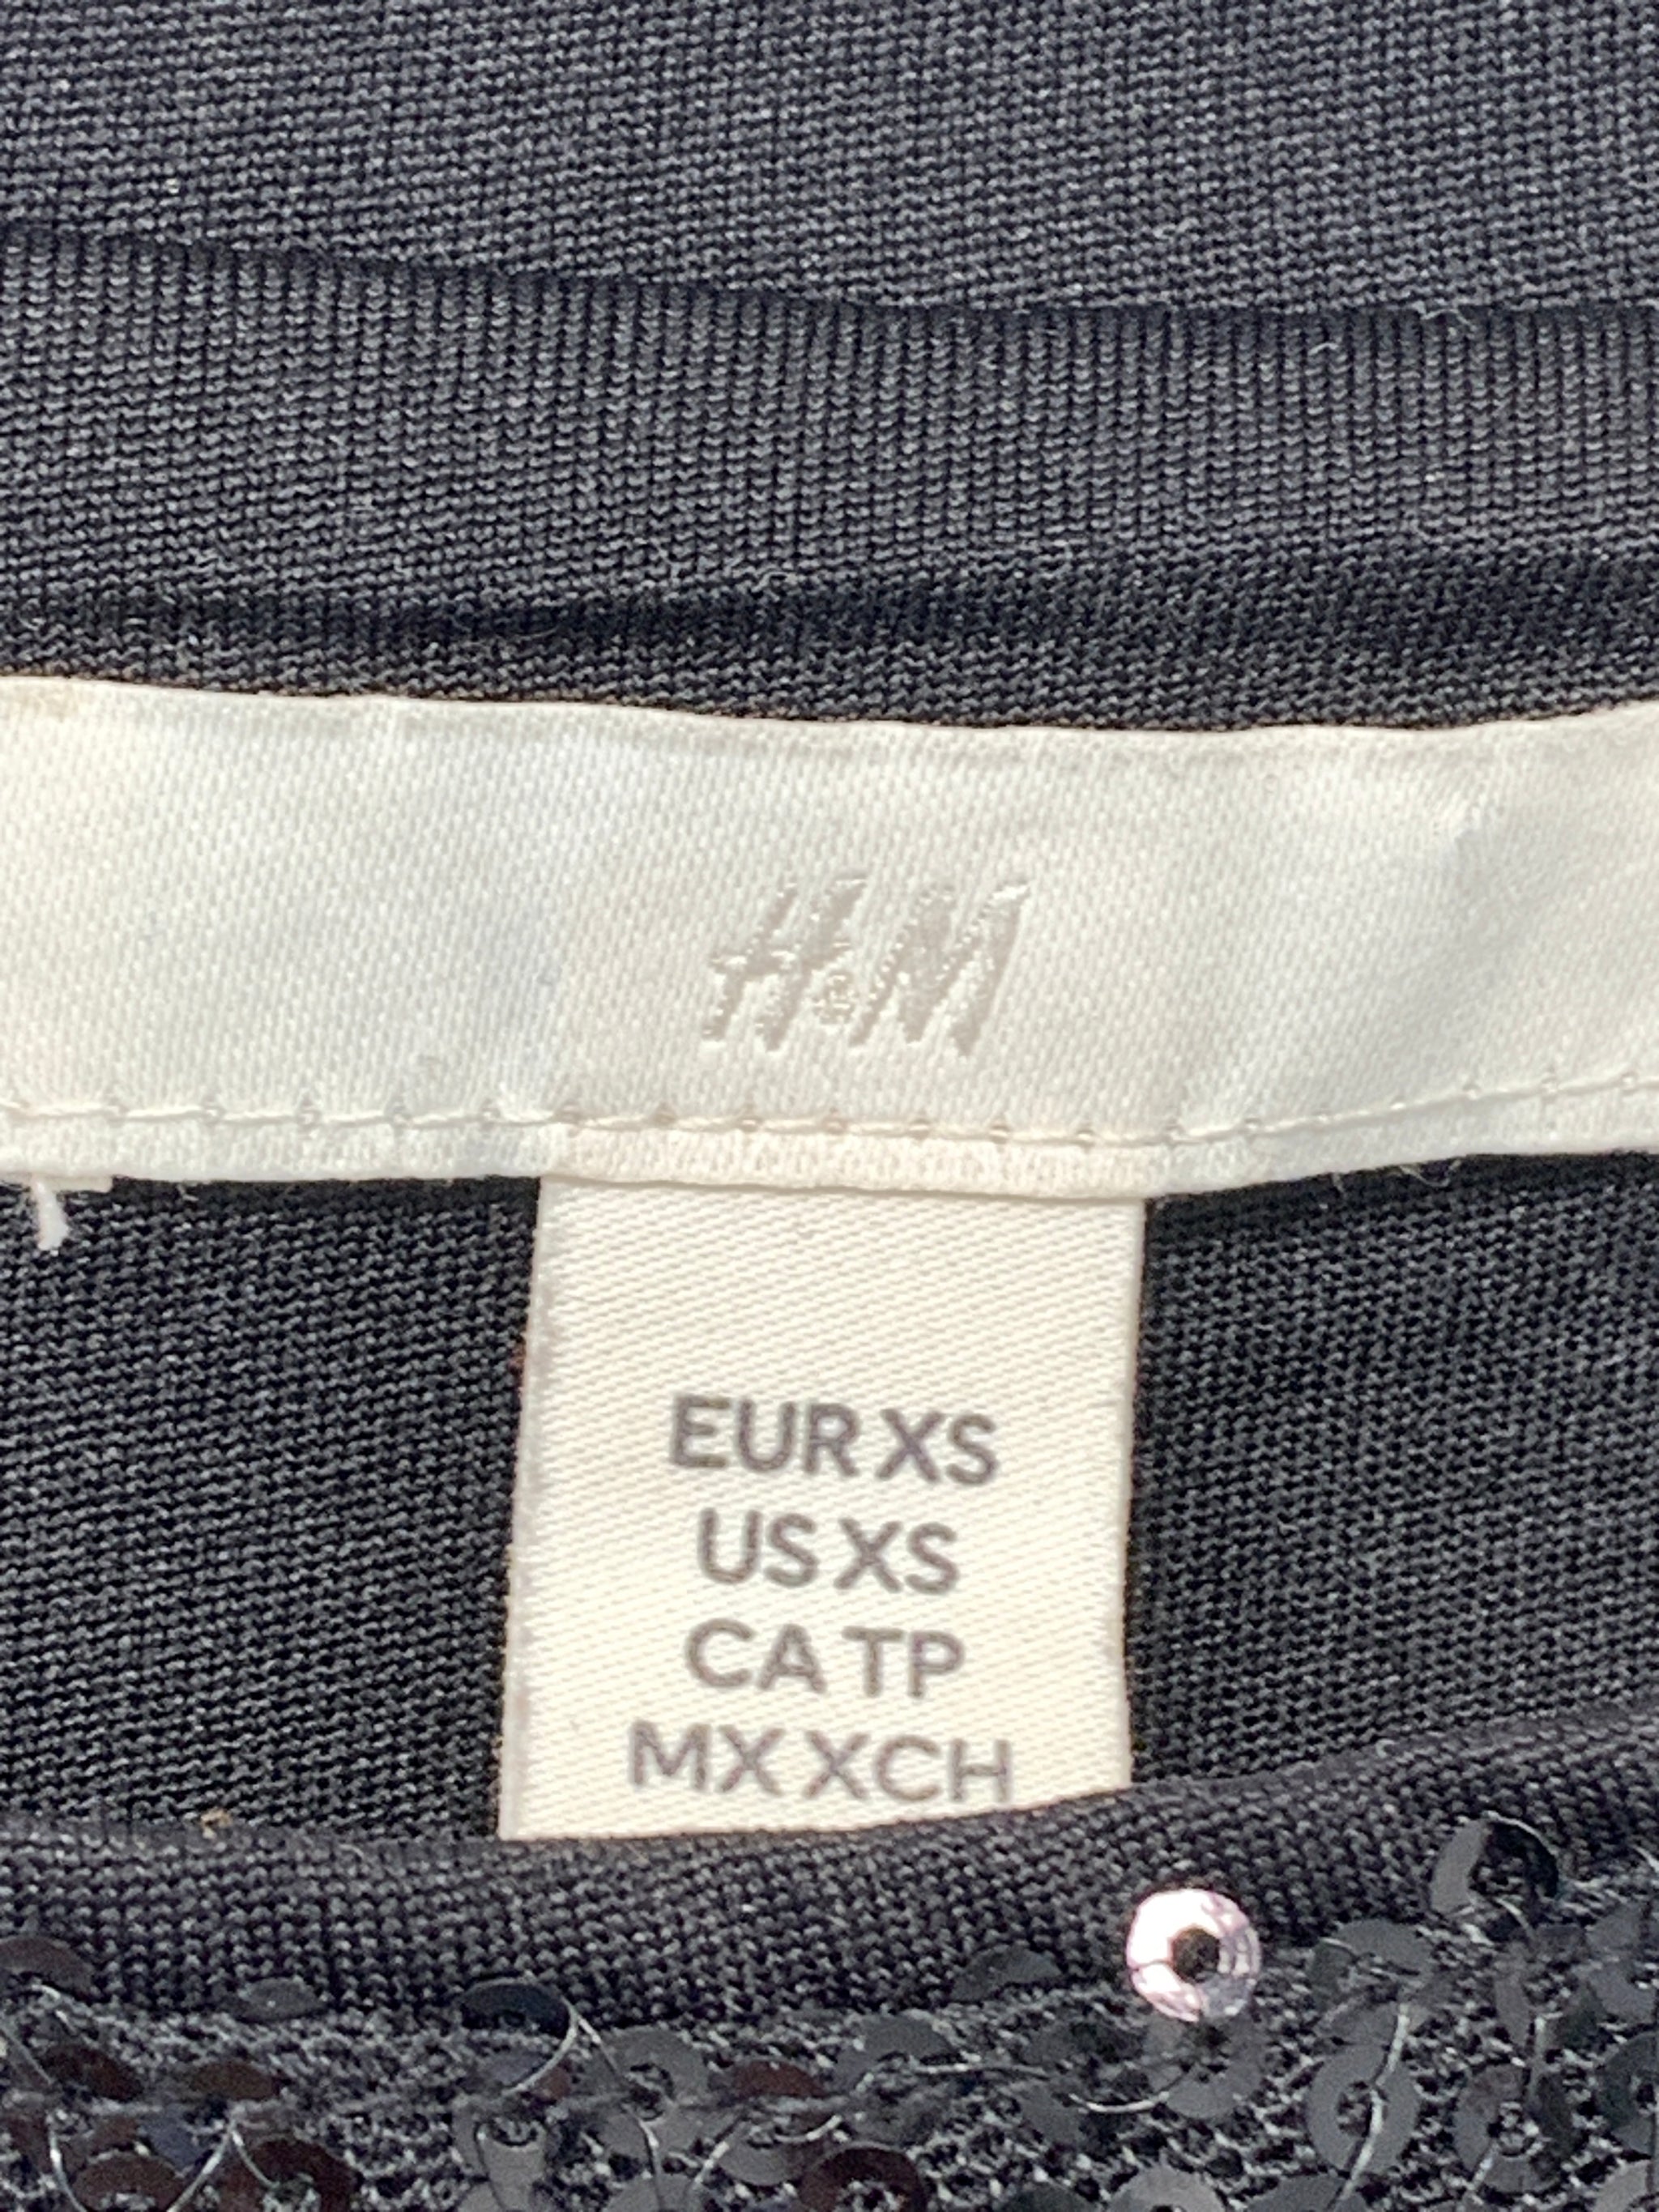 H&M
EUR XS
US XS
CA TP
MX XCH